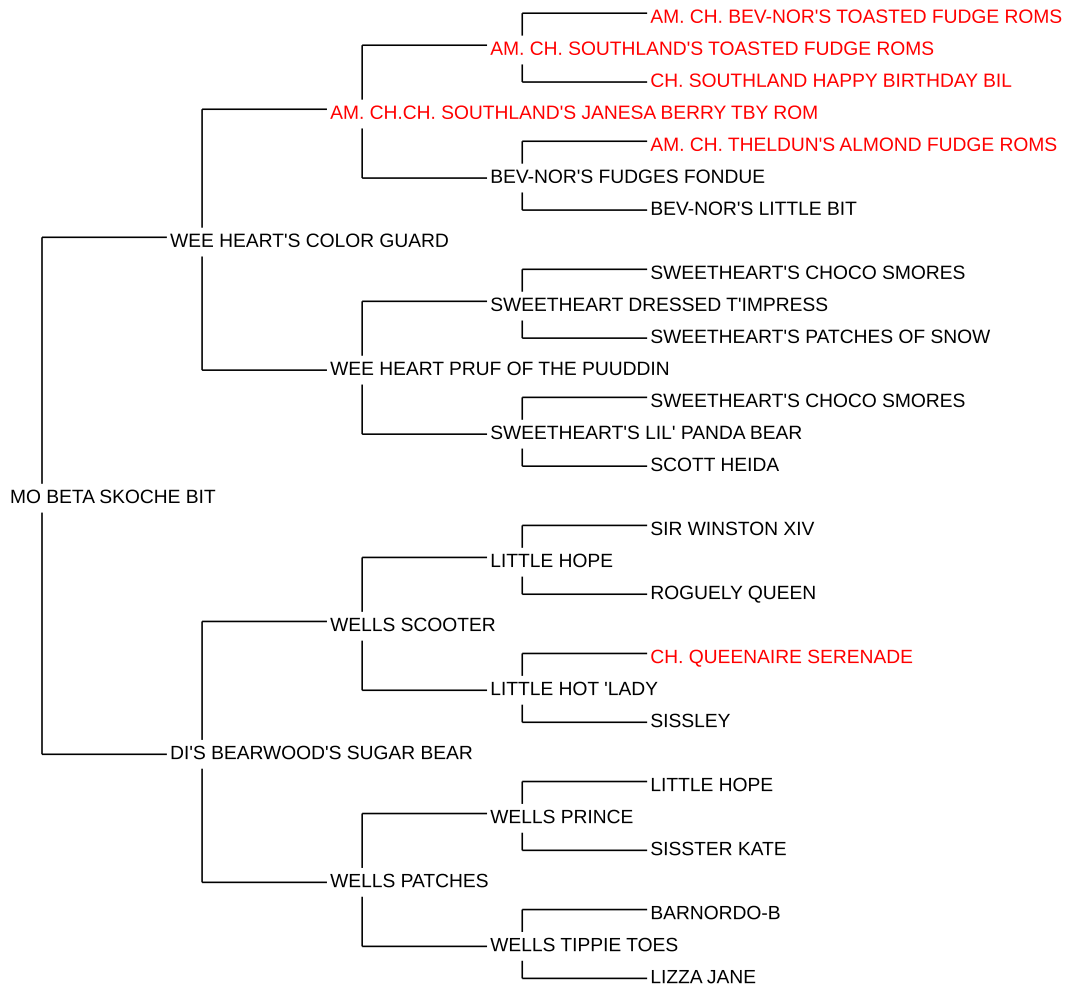 AM. CH. BEV-NOR'S TOASTED FUDGE ROMS
AM. CH. SOUTHLAND'S TOASTED FUDGE ROMS
CH. SOUTHLAND HAPPY BIRTHDAY BIL
AM. CH.CH. SOUTHLAND'S JANESA BERRY TBY ROM
AM. CH. THELDUN'S ALMOND FUDGE ROMS
BEV-NOR'S FUDGES FONDUE
BEV-NOR'S LITTLE BIT
WEE HEART'S COLOR GUARD
SWEETHEART'S CHOCO SMORES
SWEETHEART DRESSED T'IMPRESS
SWEETHEART'S PATCHES OF SNOW
WEE HEART PRUF OF THE PUUDDIN
SWEETHEART'S CHOCO SMORES
SWEETHEART'S LIL' PANDA BEAR
SCOTT HEIDA
MO BETA SKOCHE BIT
SIR WINSTON XIV
LITTLE HOPE
ROGUELY QUEEN
WELLS SCOOTER
CH. QUEENAIRE SERENADE
LITTLE HOT 'LADY
SISSLEY
DI'S BEARWOOD'S SUGAR BEAR
LITTLE HOPE
WELLS PRINCE
SISSTER KATE
WELLS PATCHES
BARNORDO-B
WELLS TIPPIE TOES
LIZZA JANE